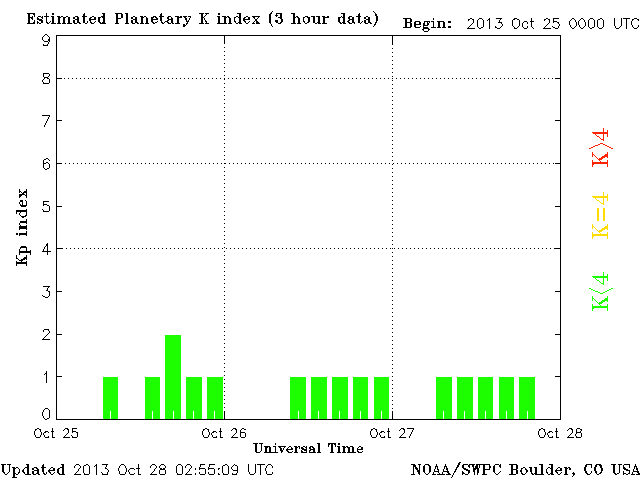 Estimated Planetary K index (3 hour data) Begin: 2013 Oct 25 0000 UTC
9
8
7
6
5
4
3
2
1
0
Kp index
K>4
K=4
K<4
Oct 25 Oct 26 Oct 27 Oct 28
Universal Time
Updated 2013 Oct 28 02:55:09 UTC NOAA/SWPC Boulder, CO USA